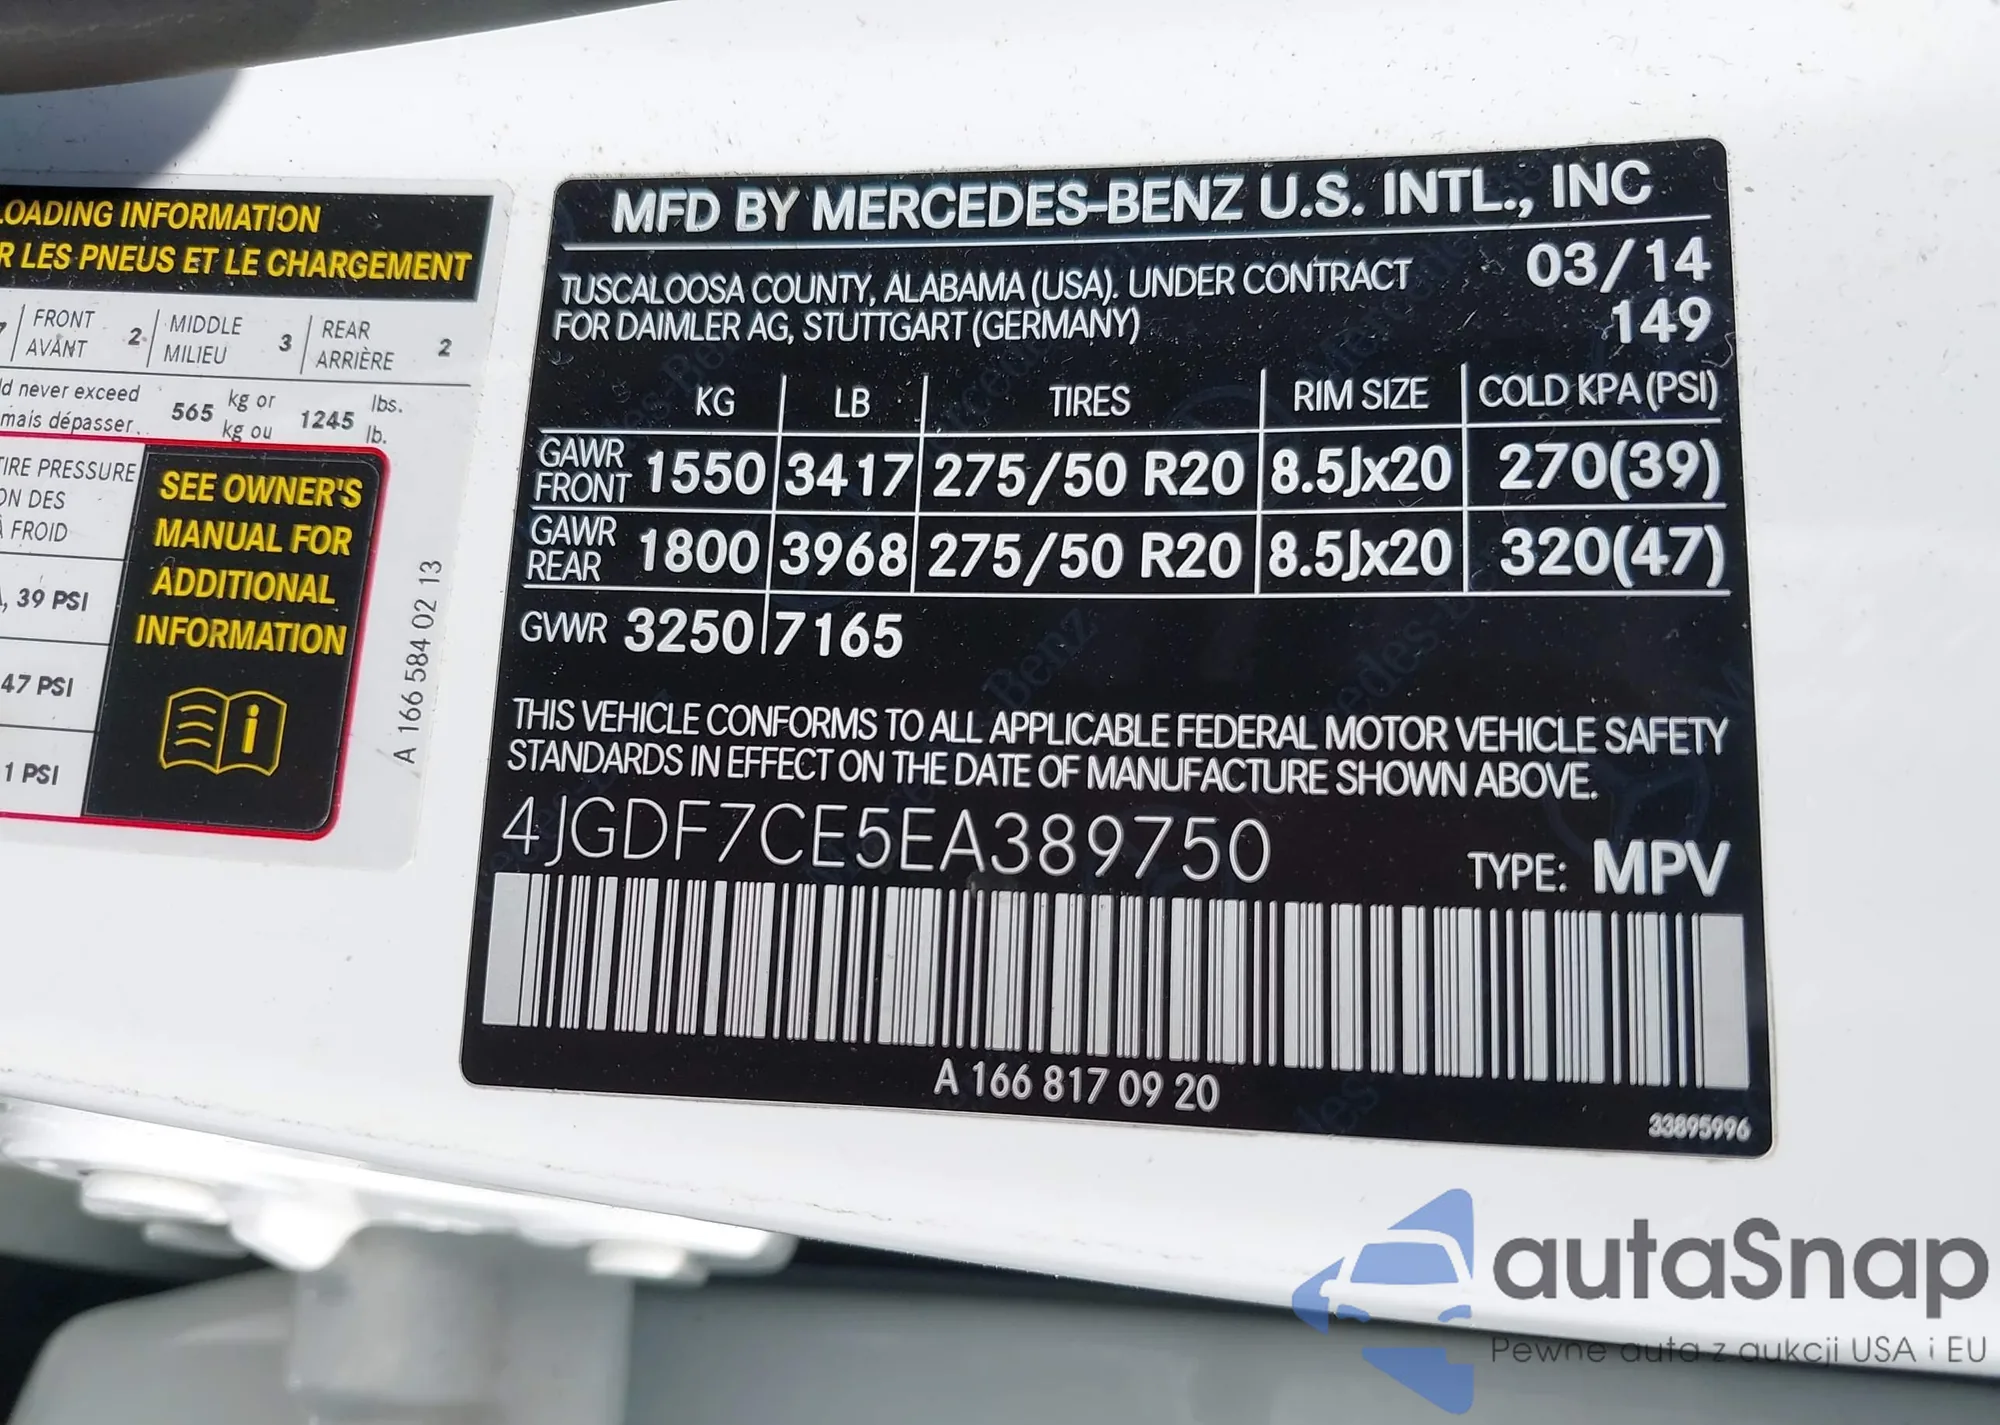 LOADING INFORMATION
R LES PNEUS ET LE CHARGEMENT
7 FRONT AVANT 2 MIDDLE MILIEU 3 REAR ARRIÈRE 2
never exceed 565 kg or 1245 lbs.
mais dépasser kg ou lb.
TIRE PRESSURE
DES
FROID
39 PSI
47 PSI
1 PSI
SEE OWNER'S
MANUAL FOR
ADDITIONAL
INFORMATION
i
A 166 584 02 13
MFD BY MERCEDES-BENZ U.S. INTL., INC
TUSCALOOSA COUNTY, ALABAMA (USA). UNDER CONTRACT 03/14
FOR DAIMLER AG, STUTTGART (GERMANY) 149
KG LB TIRES RIM SIZE COLD KPA (PSI)
GAWR FRONT 1550 3417 275/50 R20 8.5Jx20 270(39)
GAWR REAR 1800 3968 275/50 R20 8.5Jx20 320(47)
GVWR 3250 7165
THIS VEHICLE CONFORMS TO ALL APPLICABLE FEDERAL MOTOR VEHICLE SAFETY
STANDARDS IN EFFECT ON THE DATE OF MANUFACTURE SHOWN ABOVE.
4JGDF7CE5EA389750
TYPE: MPV
A 166 817 09 20
33895996
autaSnap
Pewne auta z aukcji USA i EU